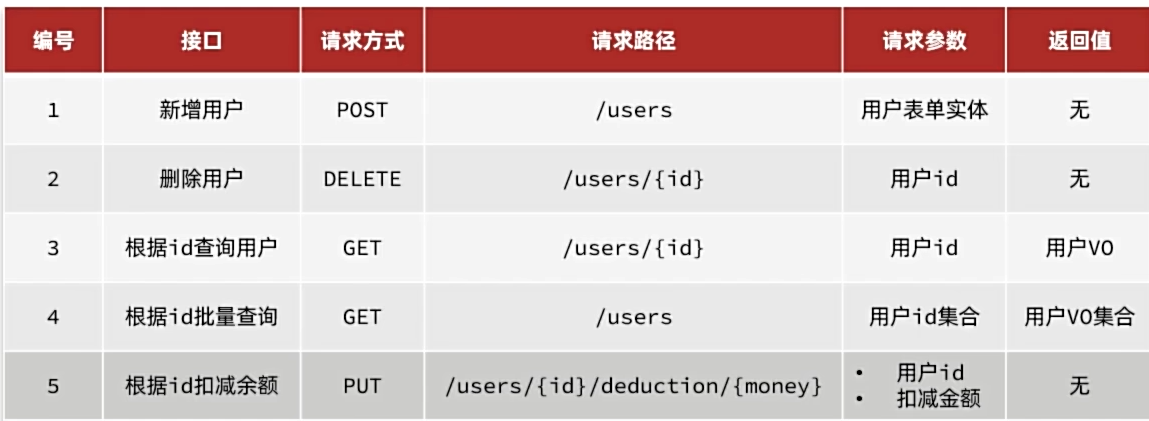 编号 接口 请求方式 请求路径 请求参数 返回值
1 新增用户 POST /users 用户表单实体 无
2 删除用户 DELETE /users/{id} 用户id 无
3 根据id查询用户 GET /users/{id} 用户id 用户VO
4 根据id批量查询 GET /users 用户id集合 用户VO集合
5 根据id扣减余额 PUT /users/{id}/deduction/{money} • 用户id 无
• 扣减金额